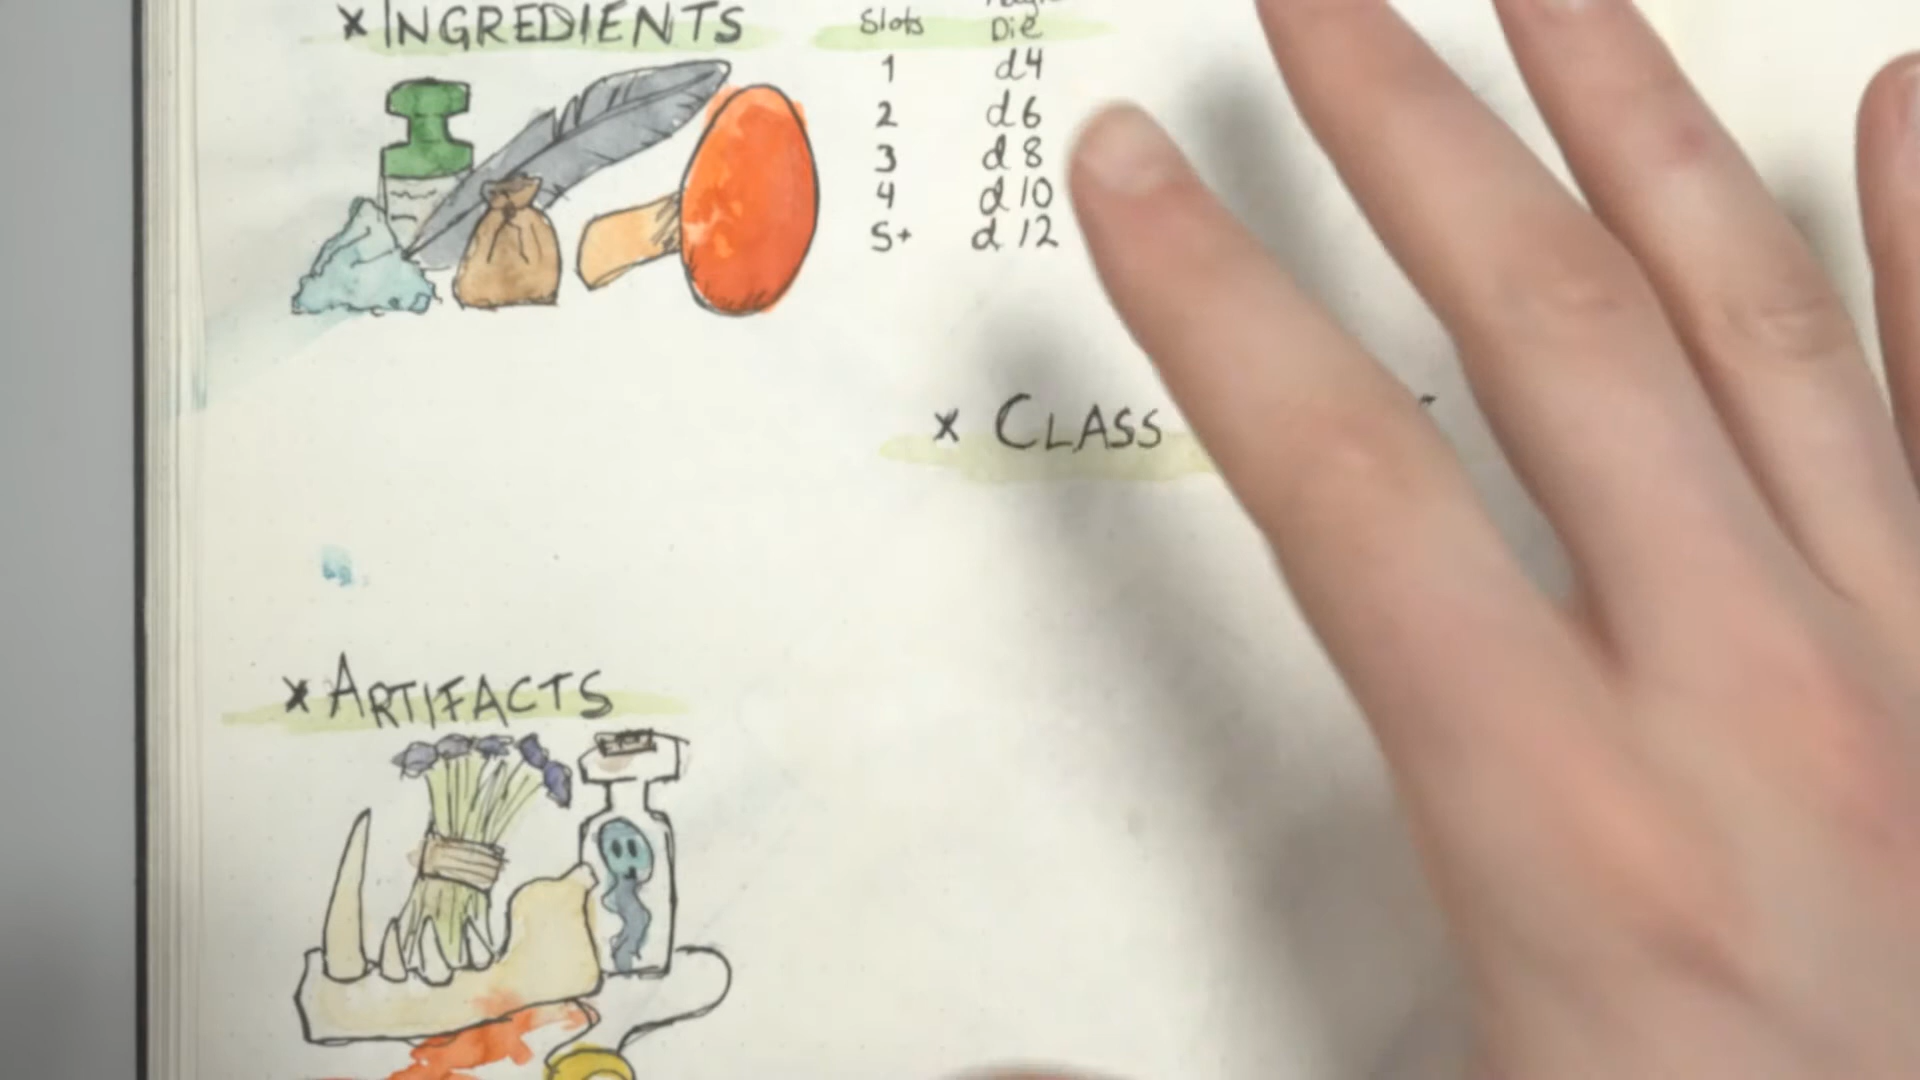 × INGREDIENTS
Slots Die
1 d4
2 d6
3 d8
4 d10
5+ d12
× CLASS
× ARTIFACTS